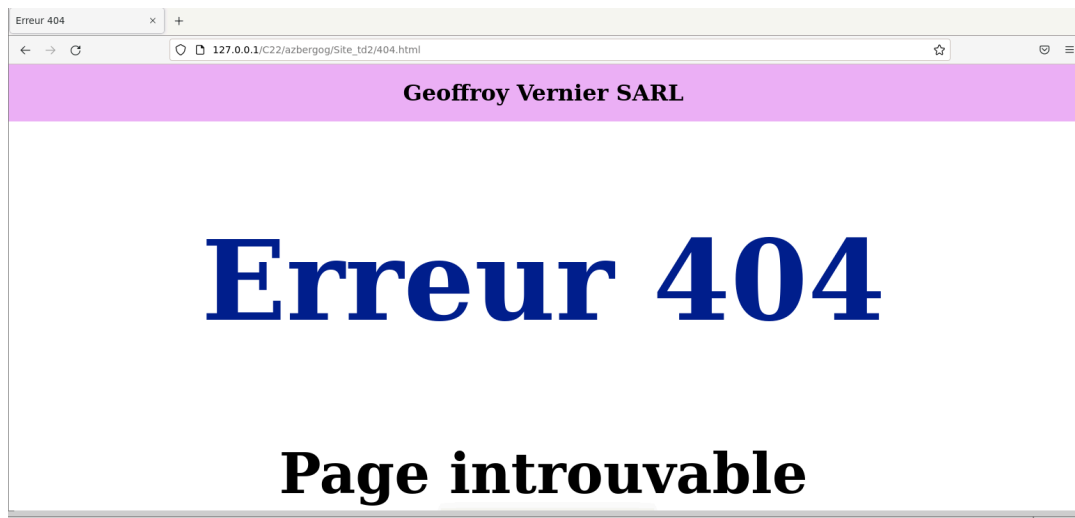 Erreur 404
127.0.0.1/C22/azbergog/Site_td2/404.html
Geoffroy Vernier SARL
Erreur 404
Page introuvable